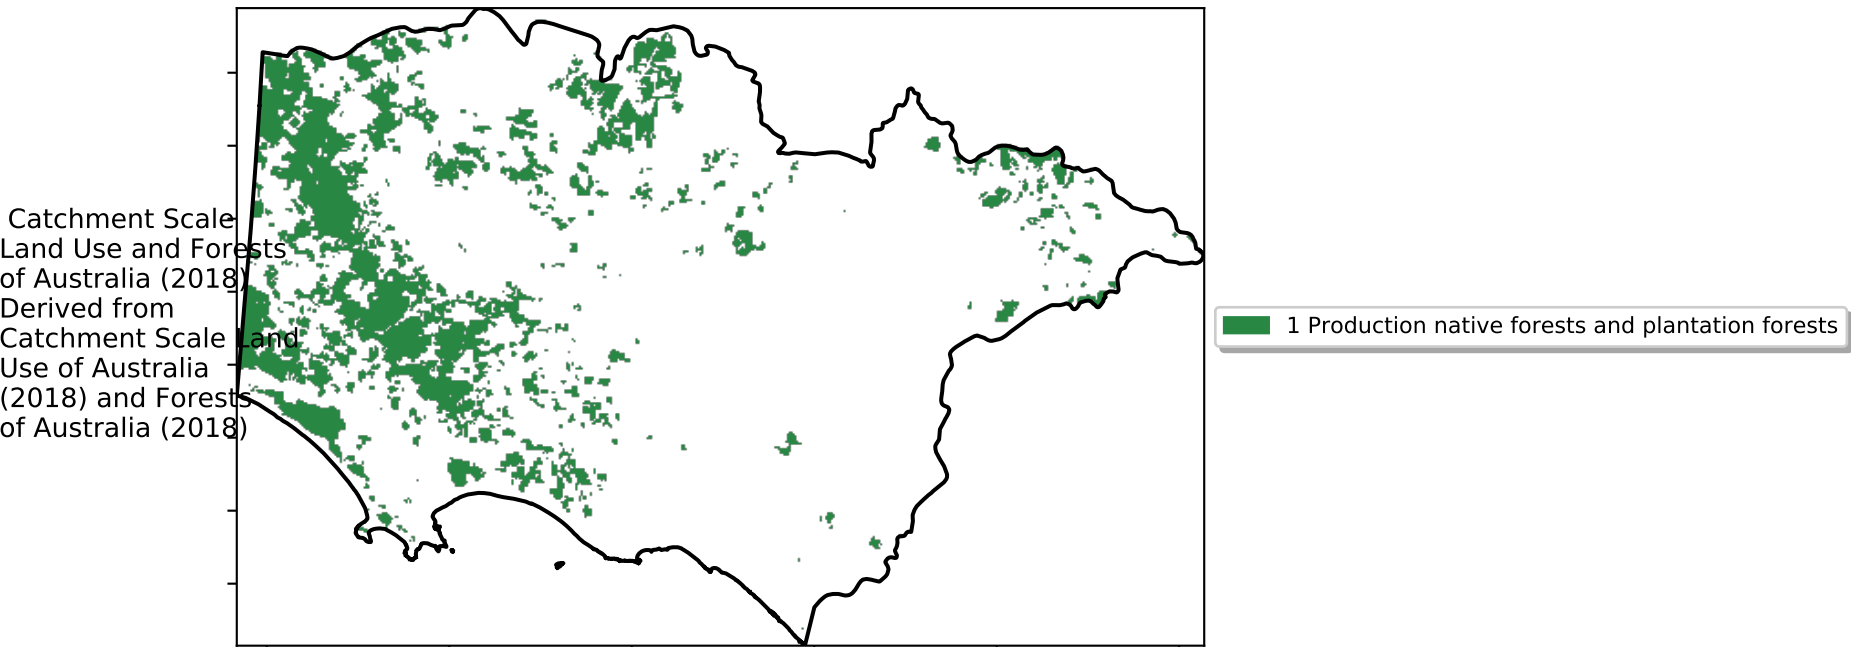 Catchment Scale
Land Use and Forests
of Australia (2018)
Derived from
Catchment Scale Land
Use of Australia
(2018) and Forests
of Australia (2018)
1 Production native forests and plantation forests